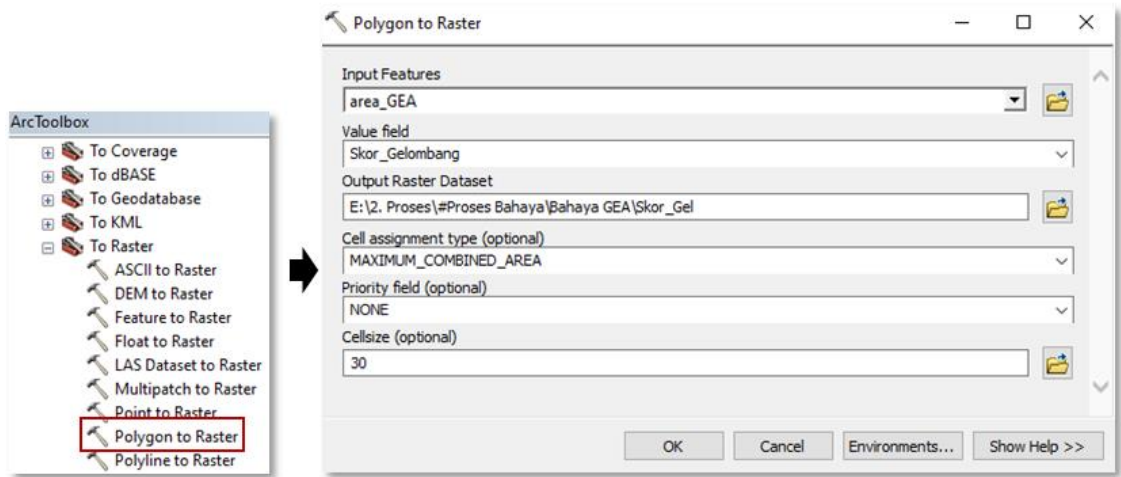 ArcToolbox
To Coverage
To dBASE
To Geodatabase
To KML
To Raster
ASCII to Raster
DEM to Raster
Feature to Raster
Float to Raster
LAS Dataset to Raster
Multipatch to Raster
Point to Raster
Polygon to Raster
Polyline to Raster
Polygon to Raster
Input Features
area_GEA
Value field
Skor_Gelombang
Output Raster Dataset
E:\2. Proses\#Proses Bahaya\Bahaya GEA\Skor_Gel
Cell assignment type (optional)
MAXIMUM_COMBINED_AREA
Priority field (optional)
NONE
Cellsize (optional)
30
OK Cancel Environments... Show Help >>